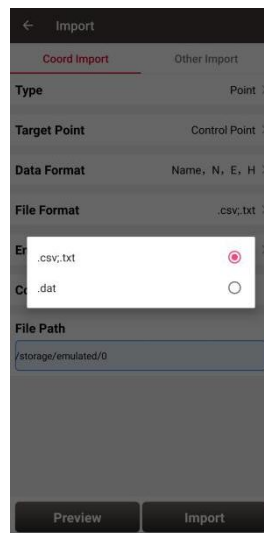 Import
Coord Import Other Import
Type Point
Target Point Control Point
Data Format Name, N, E, H
File Format .csv;.txt
.csv;.txt
.dat
File Path
/storage/emulated/0
Preview Import